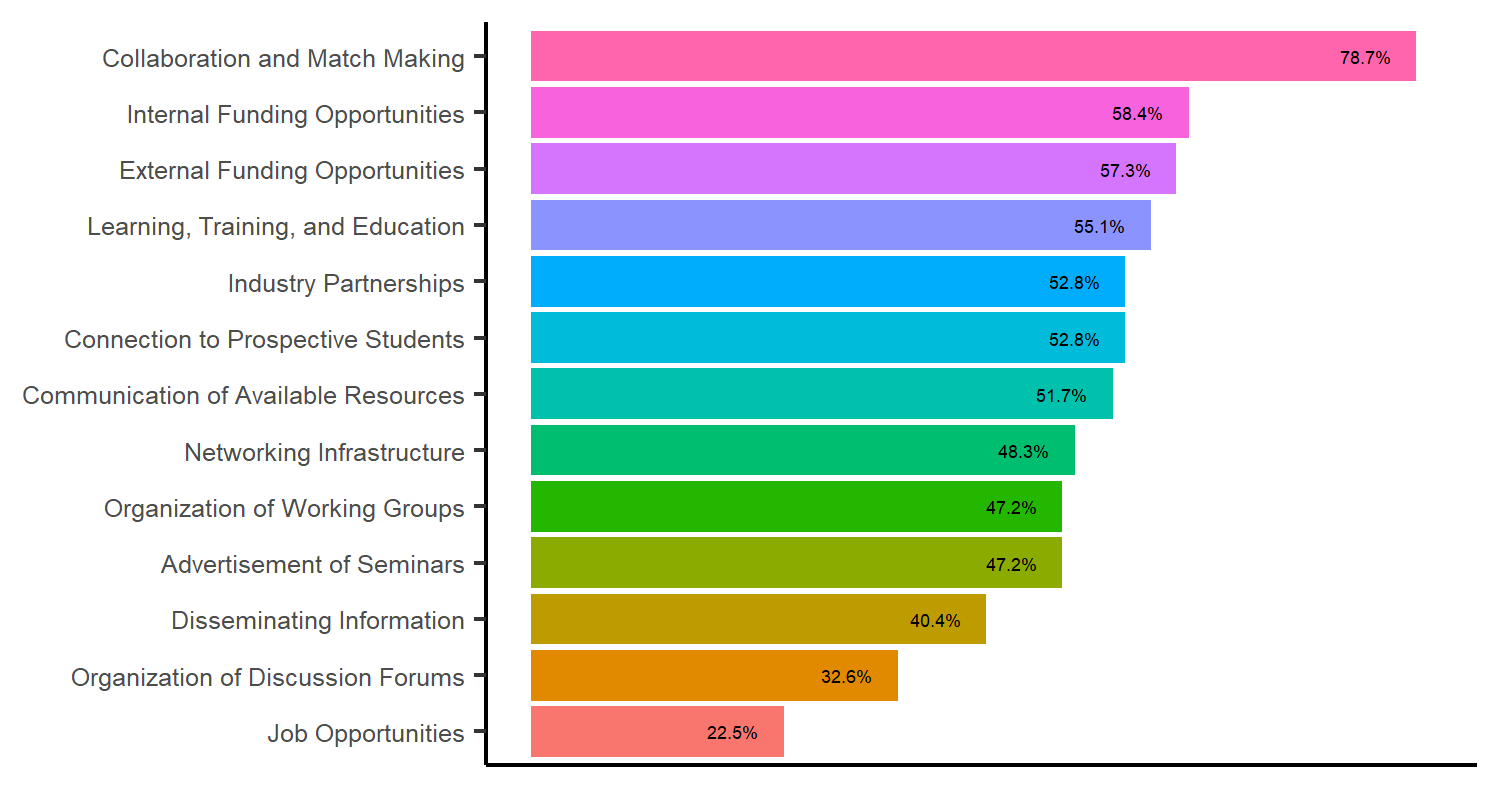 Collaboration and Match Making 78.7%
Internal Funding Opportunities 58.4%
External Funding Opportunities 57.3%
Learning, Training, and Education 55.1%
Industry Partnerships 52.8%
Connection to Prospective Students 52.8%
Communication of Available Resources 51.7%
Networking Infrastructure 48.3%
Organization of Working Groups 47.2%
Advertisement of Seminars 47.2%
Disseminating Information 40.4%
Organization of Discussion Forums 32.6%
Job Opportunities 22.5%